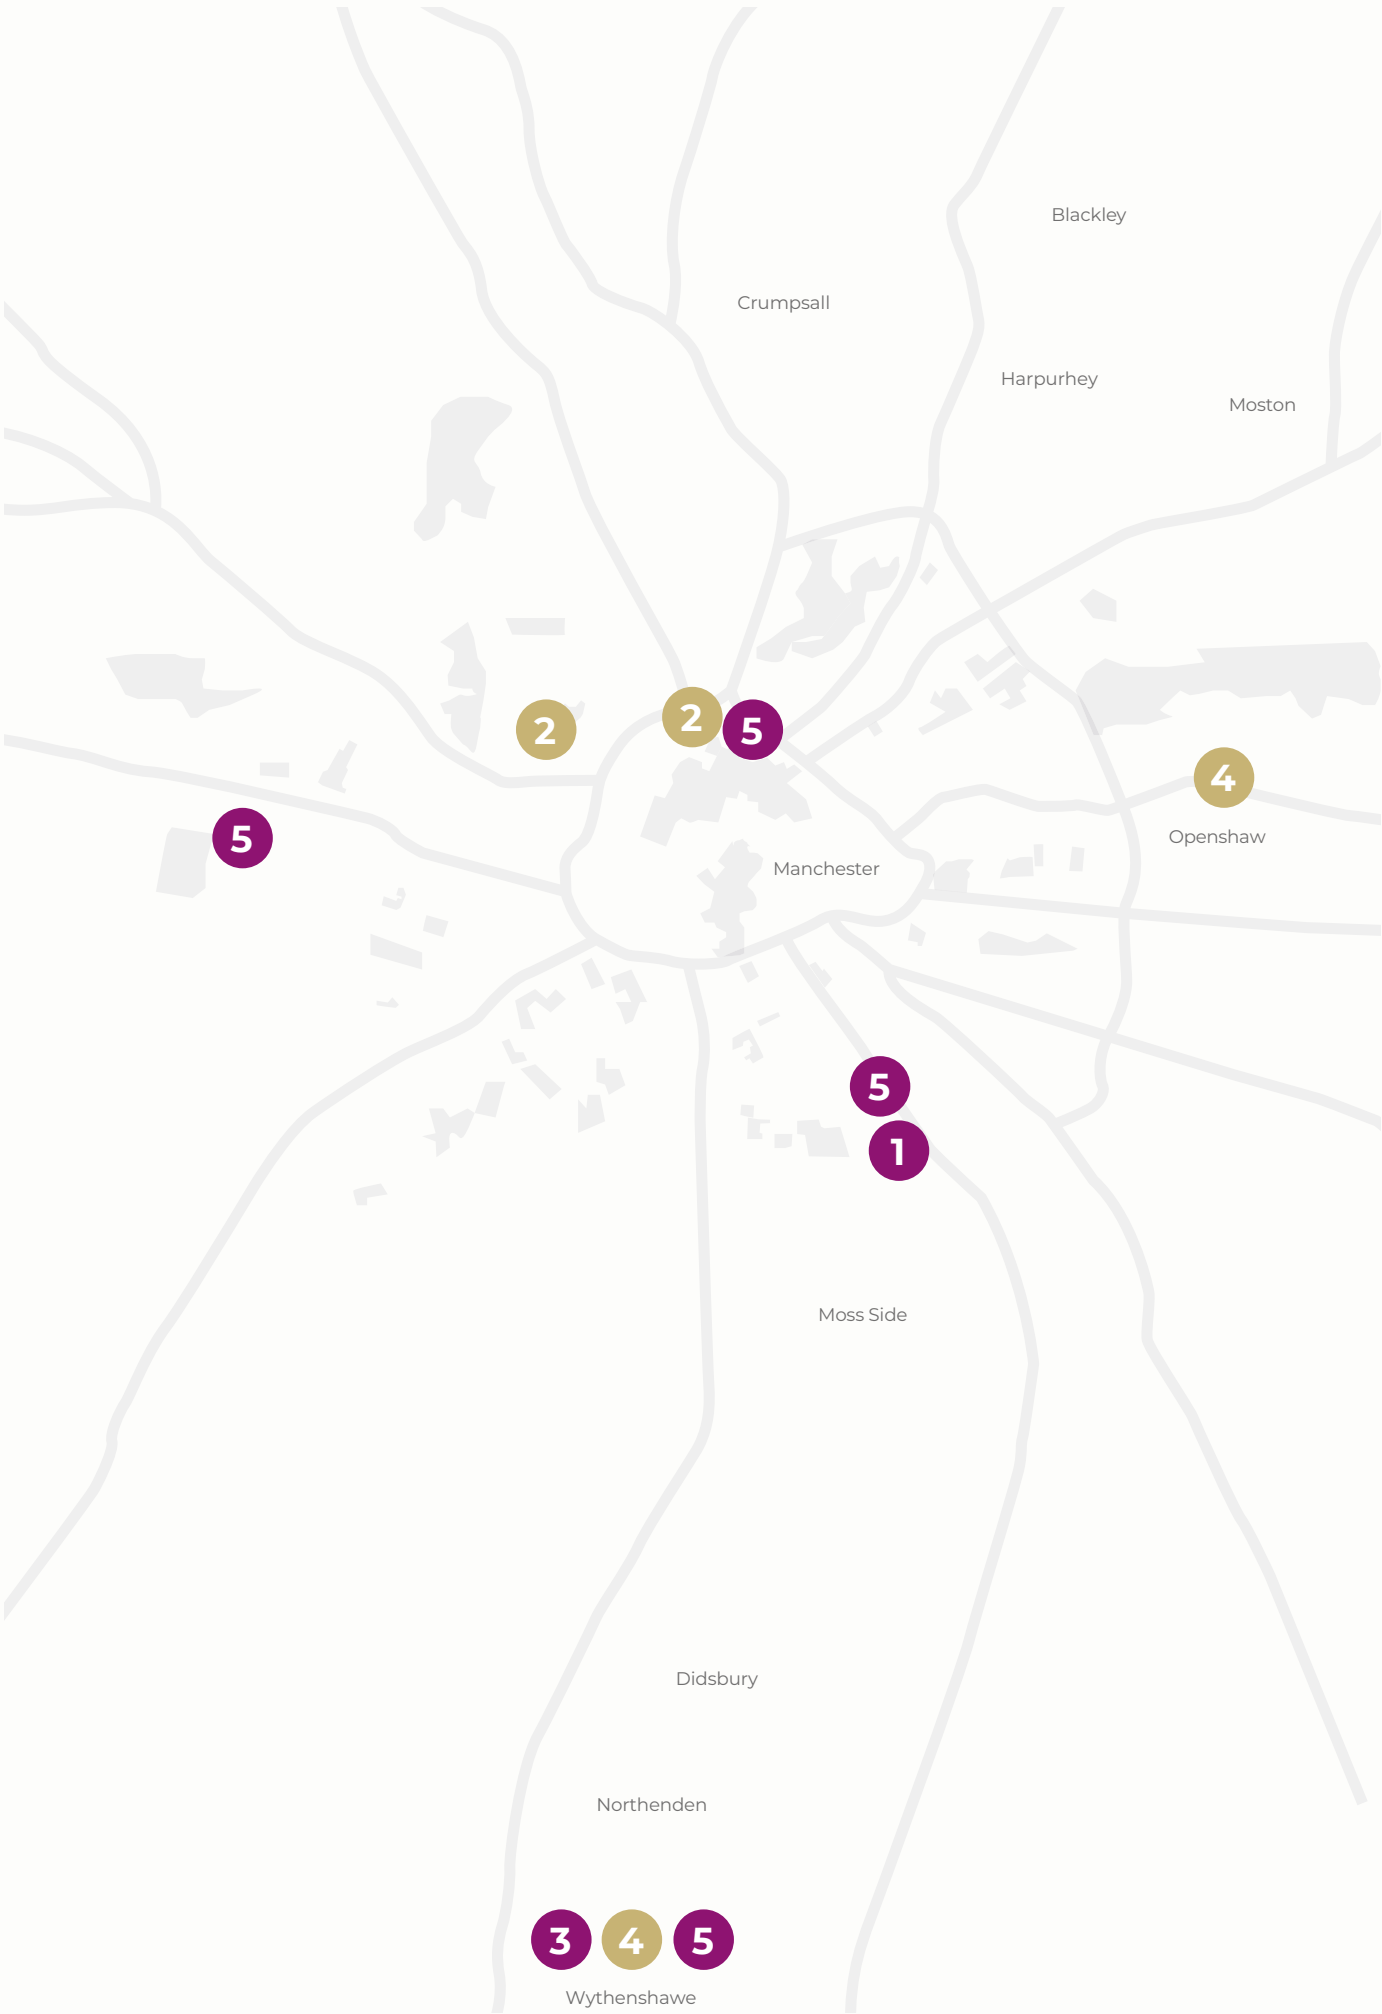 Blackley
Crumpsall
Harpurhey
Moston
2
2
5
4
5
Openshaw
Manchester
5
1
Moss Side
Didsbury
Northenden
3 4 5
Wythenshawe